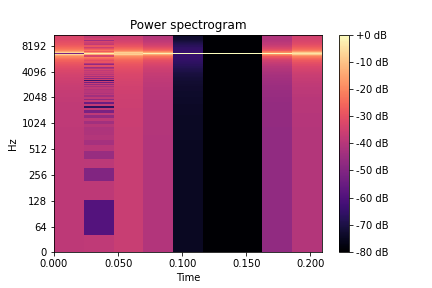 Power spectrogram
8192
4096
2048
1024
512
256
128
64
0
Hz
0.000 0.050 0.100 0.150 0.200
Time
+0 dB
-10 dB
-20 dB
-30 dB
-40 dB
-50 dB
-60 dB
-70 dB
-80 dB